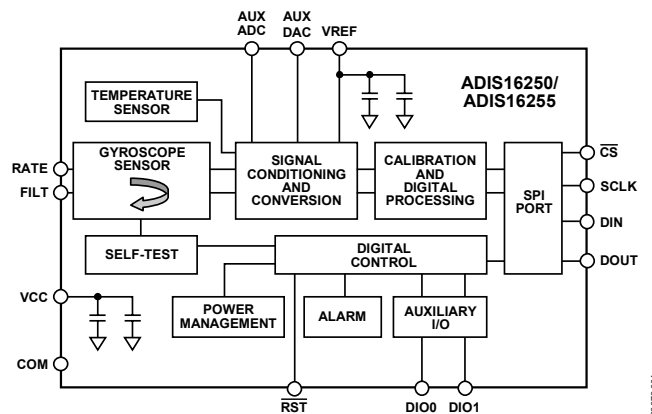 AUX
ADC
AUX
DAC
VREF
ADIS16250/
ADIS16255
TEMPERATURE
SENSOR
RATE
FILT
GYROSCOPE
SENSOR
SIGNAL
CONDITIONING
AND
CONVERSION
CALIBRATION
AND
DIGITAL
PROCESSING
SPI
PORT
CS
SCLK
DIN
DOUT
SELF-TEST
DIGITAL
CONTROL
VCC
POWER
MANAGEMENT
ALARM
AUXILIARY
I/O
COM
RST
DIO0
DIO1